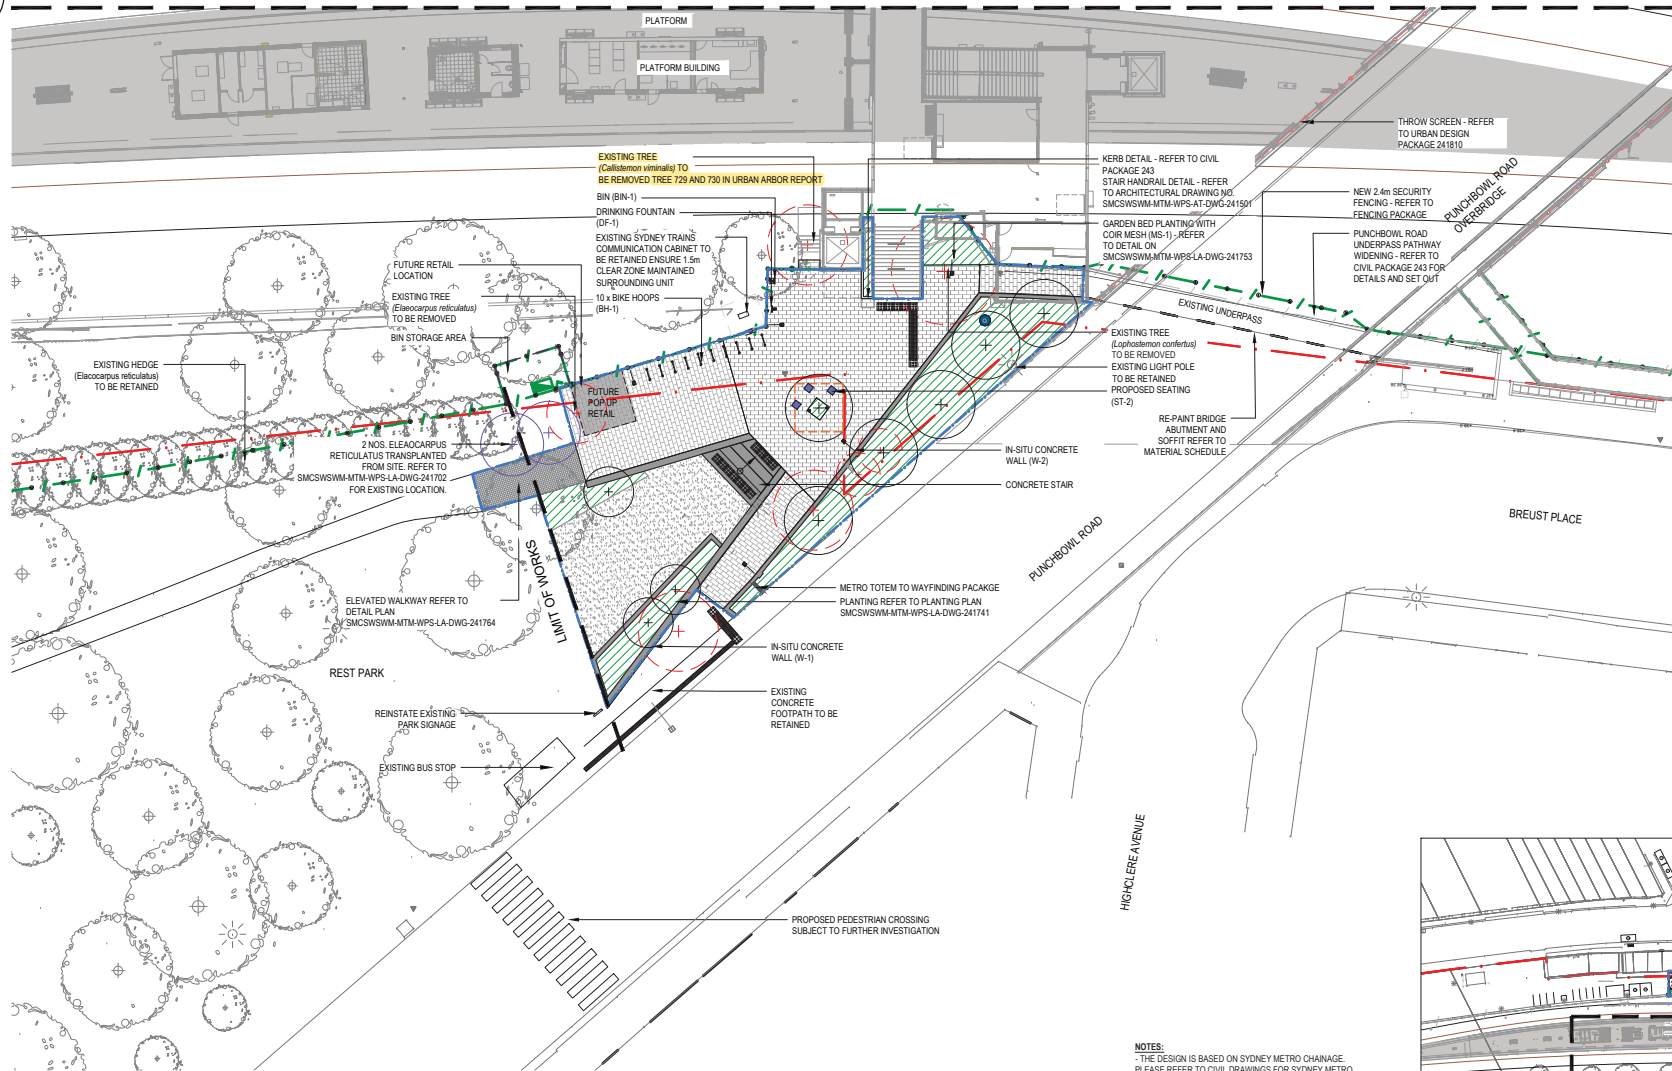 PLATFORM
PLATFORM BUILDING
THROW SCREEN - REFER
TO URBAN DESIGN
PACKAGE 241810
EXISTING TREE
(Callistemon viminalis) TO
BE REMOVED TREE 729 AND 730 IN URBAN ARBOR REPORT
BIN (BIN-1)
DRINKING FOUNTAIN
(DF-1)
EXISTING SYDNEY TRAINS
COMMUNICATION CABINET TO
BE RETAINED ENSURE 1.5m
CLEAR ZONE MAINTAINED
SURROUNDING UNIT
10 x BIKE HOOPS
(BH-1)
KERB DETAIL - REFER TO CIVIL
PACKAGE 243
STAIR HANDRAIL DETAIL - REFER
TO ARCHITECTURAL DRAWING NO.
SMCSWSWM-MTM-WPS-AT-DWG-241501
GARDEN BED PLANTING WITH
COIR MESH (MS-1) - REFER
TO DETAIL ON
SMCSWSWM-MTM-WPS-LA-DWG-241753
NEW 2.4m SECURITY
FENCING - REFER TO
FENCING PACKAGE
PUNCHBOWL ROAD
OVERBRIDGE
PUNCHBOWL ROAD
UNDERPASS PATHWAY
WIDENING - REFER TO
CIVIL PACKAGE 243 FOR
DETAILS AND SET OUT
FUTURE RETAIL
LOCATION
EXISTING TREE
(Elaeocarpus reticulatus)
TO BE REMOVED
BIN STORAGE AREA
EXISTING HEDGE
(Elaocarpus reticulatus)
TO BE RETAINED
EXISTING UNDERPASS
EXISTING TREE
(Lophostemon confertus)
TO BE REMOVED
EXISTING LIGHT POLE
TO BE RETAINED
PROPOSED SEATING
(ST-2)
FUTURE
POP UP
RETAIL
RE-PAINT BRIDGE
ABUTMENT AND
SOFFIT REFER TO
MATERIAL SCHEDULE
2 NOS. ELEAOCARPUS
RETICULATUS TRANSPLANTED
FROM SITE. REFER TO
SMCSWSWM-MTM-WPS-LA-DWG-241702
FOR EXISTING LOCATION.
IN-SITU CONCRETE
WALL (W-2)
CONCRETE STAIR
BREUST PLACE
PUNCHBOWL ROAD
LIMIT OF WORKS
METRO TOTEM TO WAYFINDING PACAKGE
PLANTING REFER TO PLANTING PLAN
SMCSWSWM-MTM-WPS-LA-DWG-241741
ELEVATED WALKWAY REFER TO
DETAIL PLAN
SMCSWSWM-MTM-WPS-LA-DWG-241764
IN-SITU CONCRETE
WALL (W-1)
REST PARK
EXISTING
CONCRETE
FOOTPATH TO BE
RETAINED
REINSTATE EXISTING
PARK SIGNAGE
EXISTING BUS STOP
HIGHCLERE AVENUE
PROPOSED PEDESTRIAN CROSSING
SUBJECT TO FURTHER INVESTIGATION
NOTES:
- THE DESIGN IS BASED ON SYDNEY METRO CHAINAGE.
PLEASE REFER TO CIVIL DRAWINGS FOR SYDNEY METRO